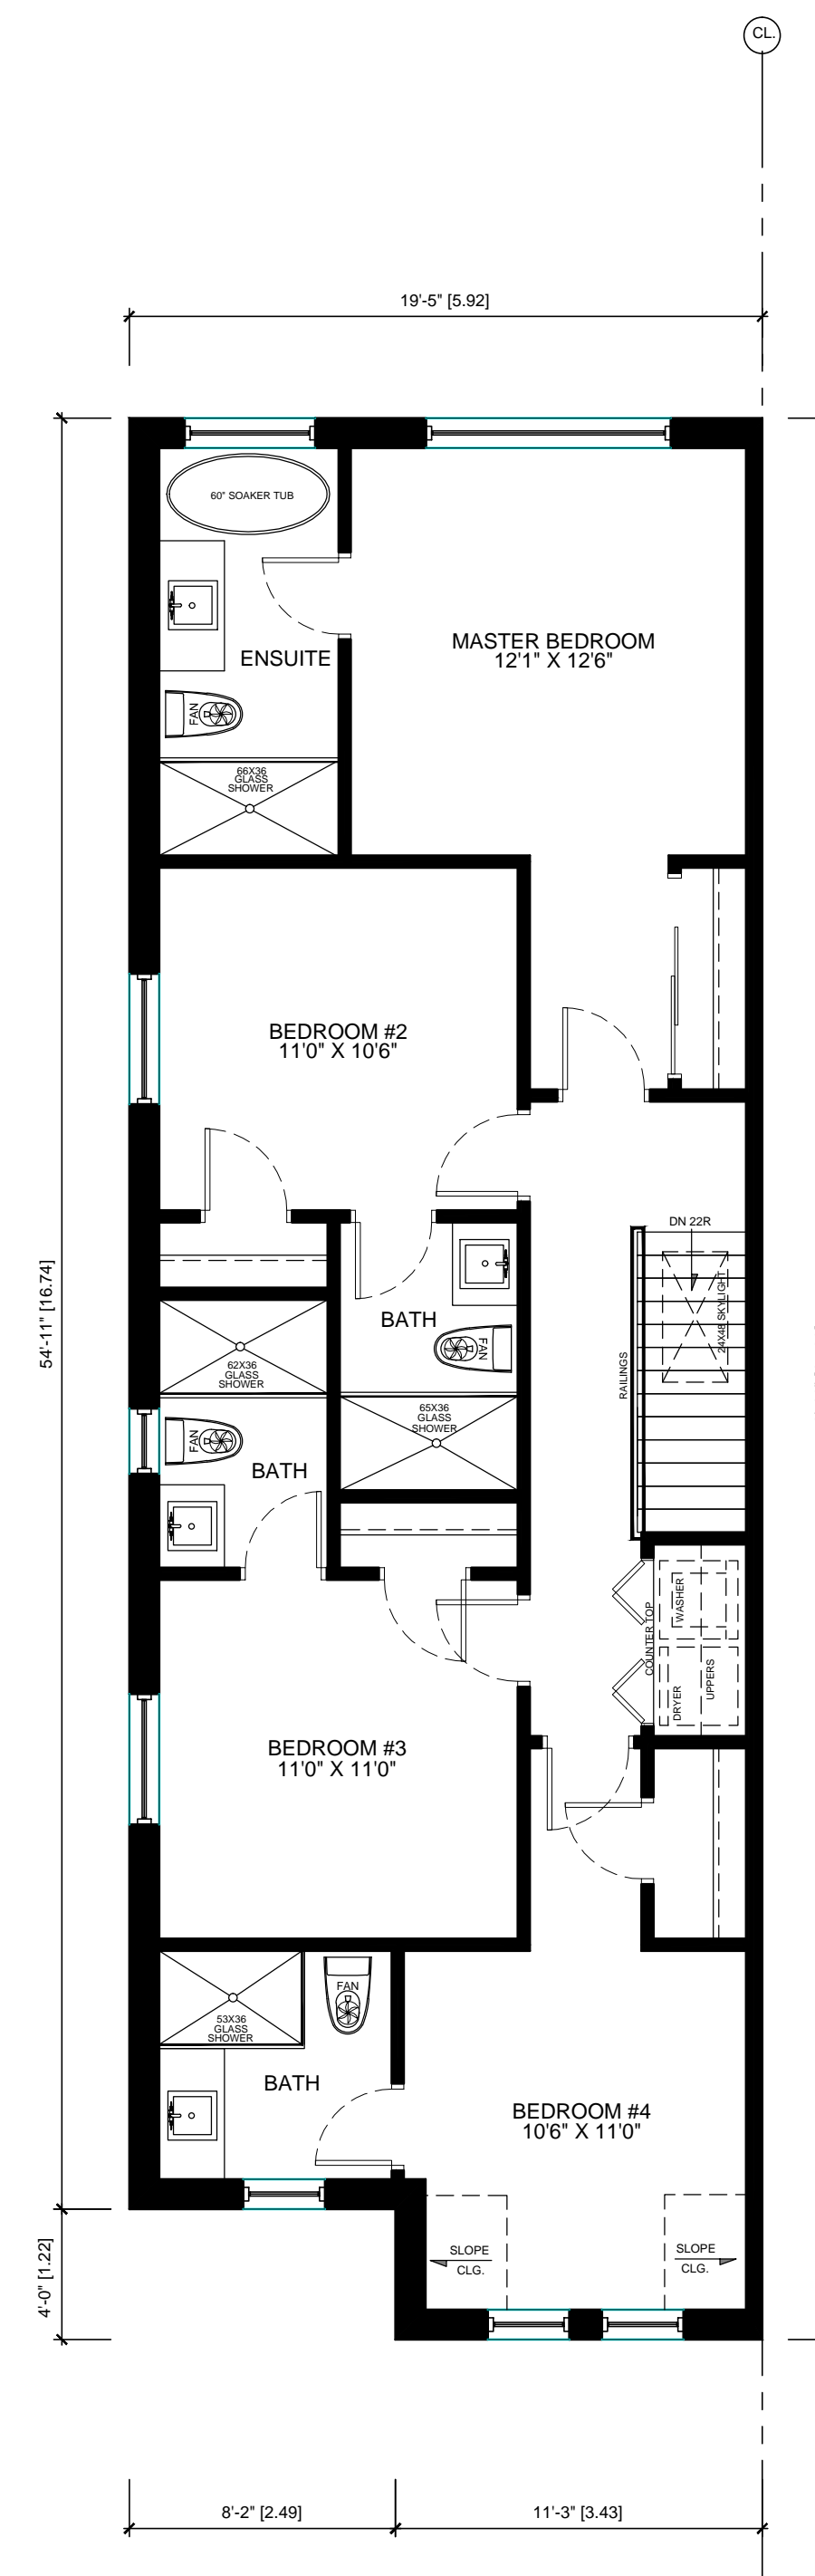 CL.
19'-5" [5.92]
60" SOAKER TUB
ENSUITE
MASTER BEDROOM
12'1" X 12'6"
FAN
66X36
GLASS
SHOWER
BEDROOM #2
11'0" X 10'6"
DN 22R
24X48 SKYLIGHT
54'-11" [16.74]
BATH
FAN
62X36
GLASS
SHOWER
RAILINGS
65X36
GLASS
SHOWER
FAN
BATH
WASHER
COUNTER TOP
UPPERS
DRYER
BEDROOM #3
11'0" X 11'0"
FAN
53X36
GLASS
SHOWER
BATH
BEDROOM #4
10'6" X 11'0"
SLOPE
CLG.
SLOPE
CLG.
4'-0" [1.22]
8'-2" [2.49]
11'-3" [3.43]